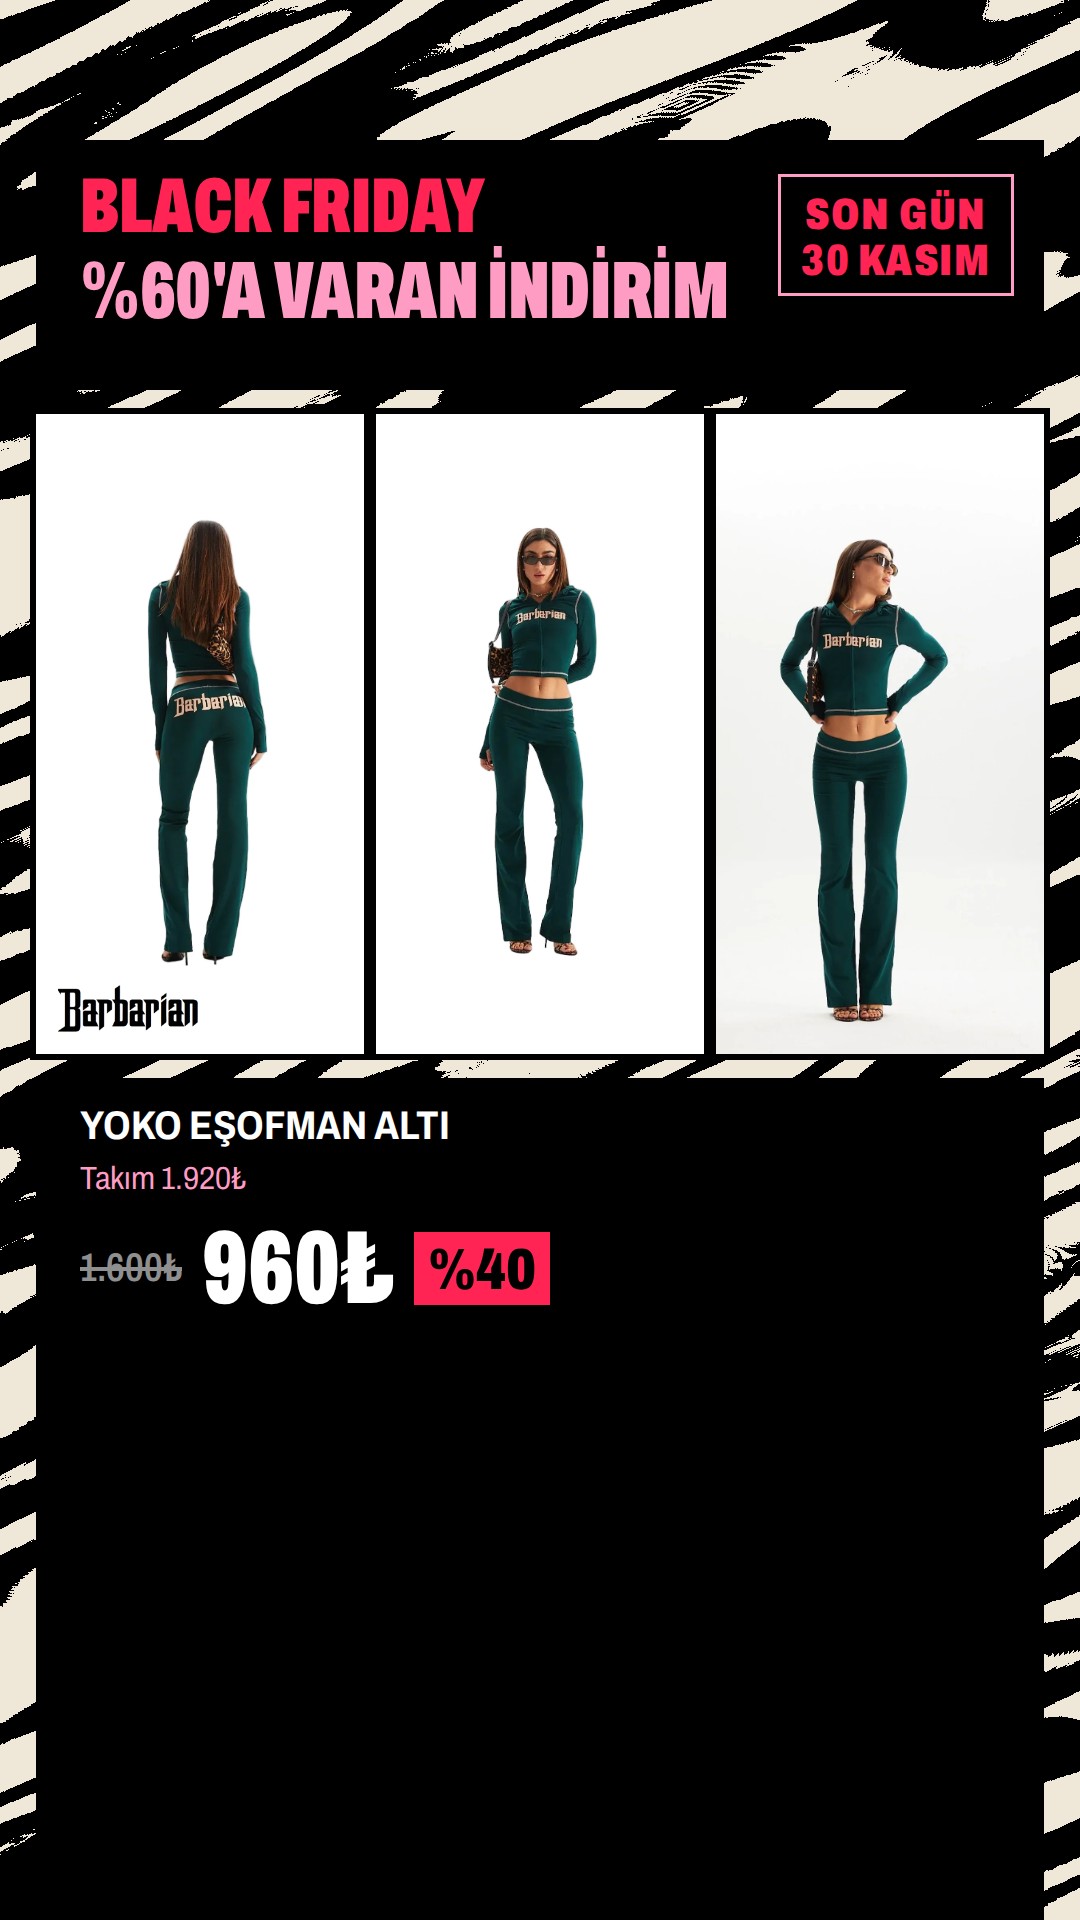 BLACK FRIDAY
%60'A VARAN İNDİRİM
SON GÜN
30 KASIM
Barbarian
Barbarian
Barbarian
Barbarian
YOKO EŞOFMAN ALTI
Takım 1.920₺
1.600₺ 960₺ %40